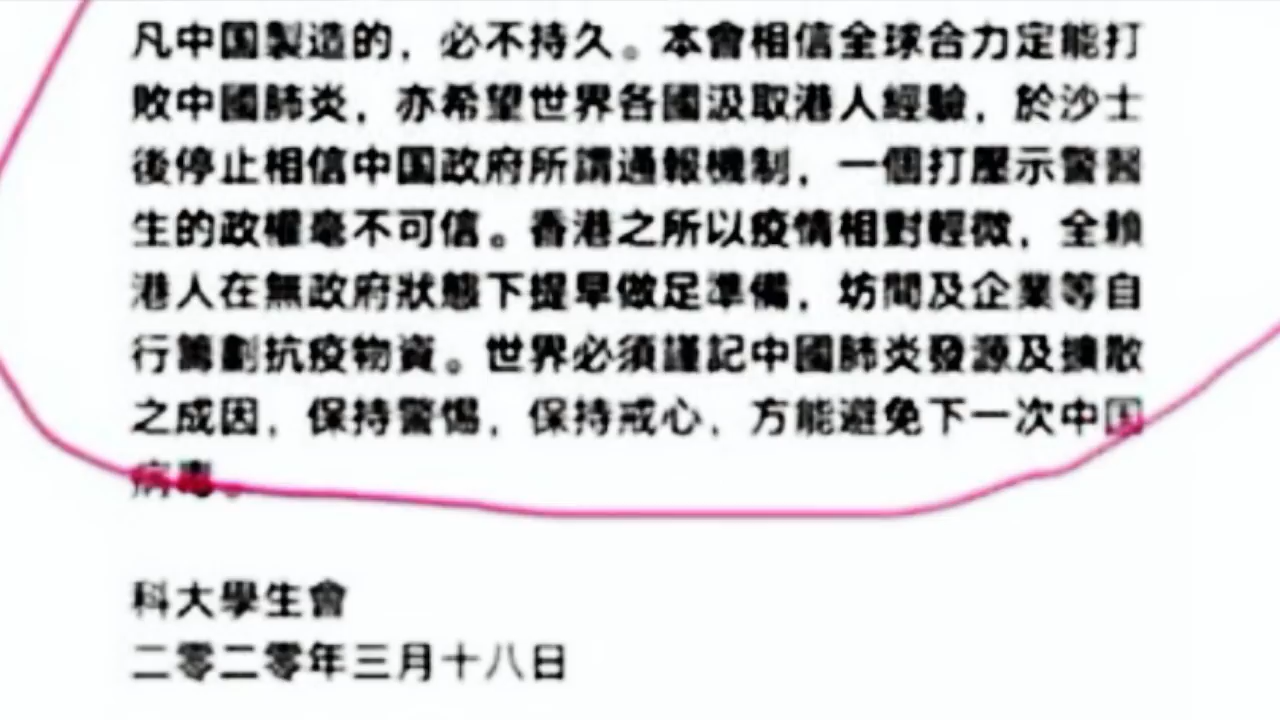 凡中国製造的，必不持久。本會相信全球合力定能打
敗中國肺炎，亦希望世界各國汲取港人經驗，於沙士
後停止相信中国政府所謂通報機制，一個打壓示警醫
生的政權毫不可信。香港之所以疫情相對輕微，全賴
港人在無政府狀態下提早做足準備，坊間及企業等自
行籌劃抗疫物資。世界必須謹記中國肺炎發源及擴散
之成因，保持警惕，保持戒心，方能避免下一次中国
病毒。
科大學生會
二零二零年三月十八日